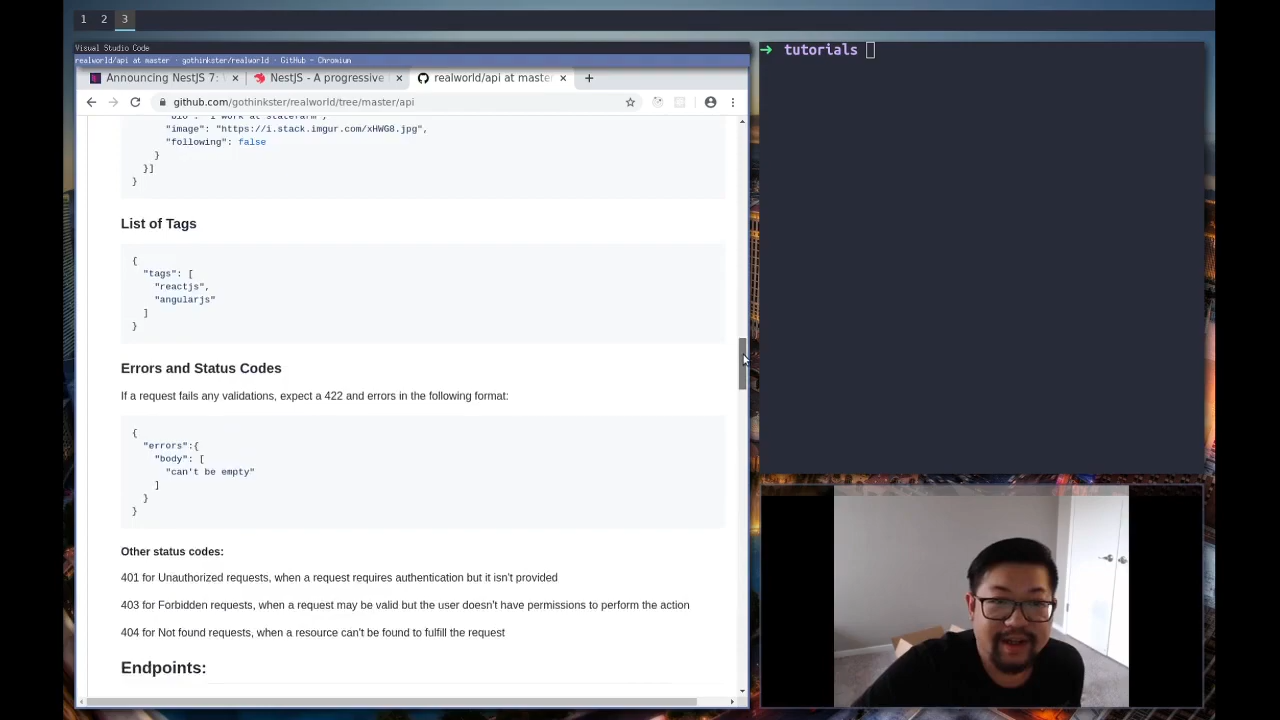 1 2 3
Visual Studio Code
realworld/api at master · gothinkster/realworld · GitHub - Chromium
Announcing NestJS 7:
NestJS - A progressive
realworld/api at master
github.com/gothinkster/realworld/tree/master/api
"image": "https://i.stack.imgur.com/xHWG8.jpg",
"following": false
}
}]
}
List of Tags
{
"tags": [
"reactjs",
"angularjs"
]
}
Errors and Status Codes
If a request fails any validations, expect a 422 and errors in the following format:
{
"errors":{
"body": [
"can't be empty"
]
}
}
Other status codes:
401 for Unauthorized requests, when a request requires authentication but it isn't provided
403 for Forbidden requests, when a request may be valid but the user doesn't have permissions to perform the action
404 for Not found requests, when a resource can't be found to fulfill the request
Endpoints:
→ tutorials